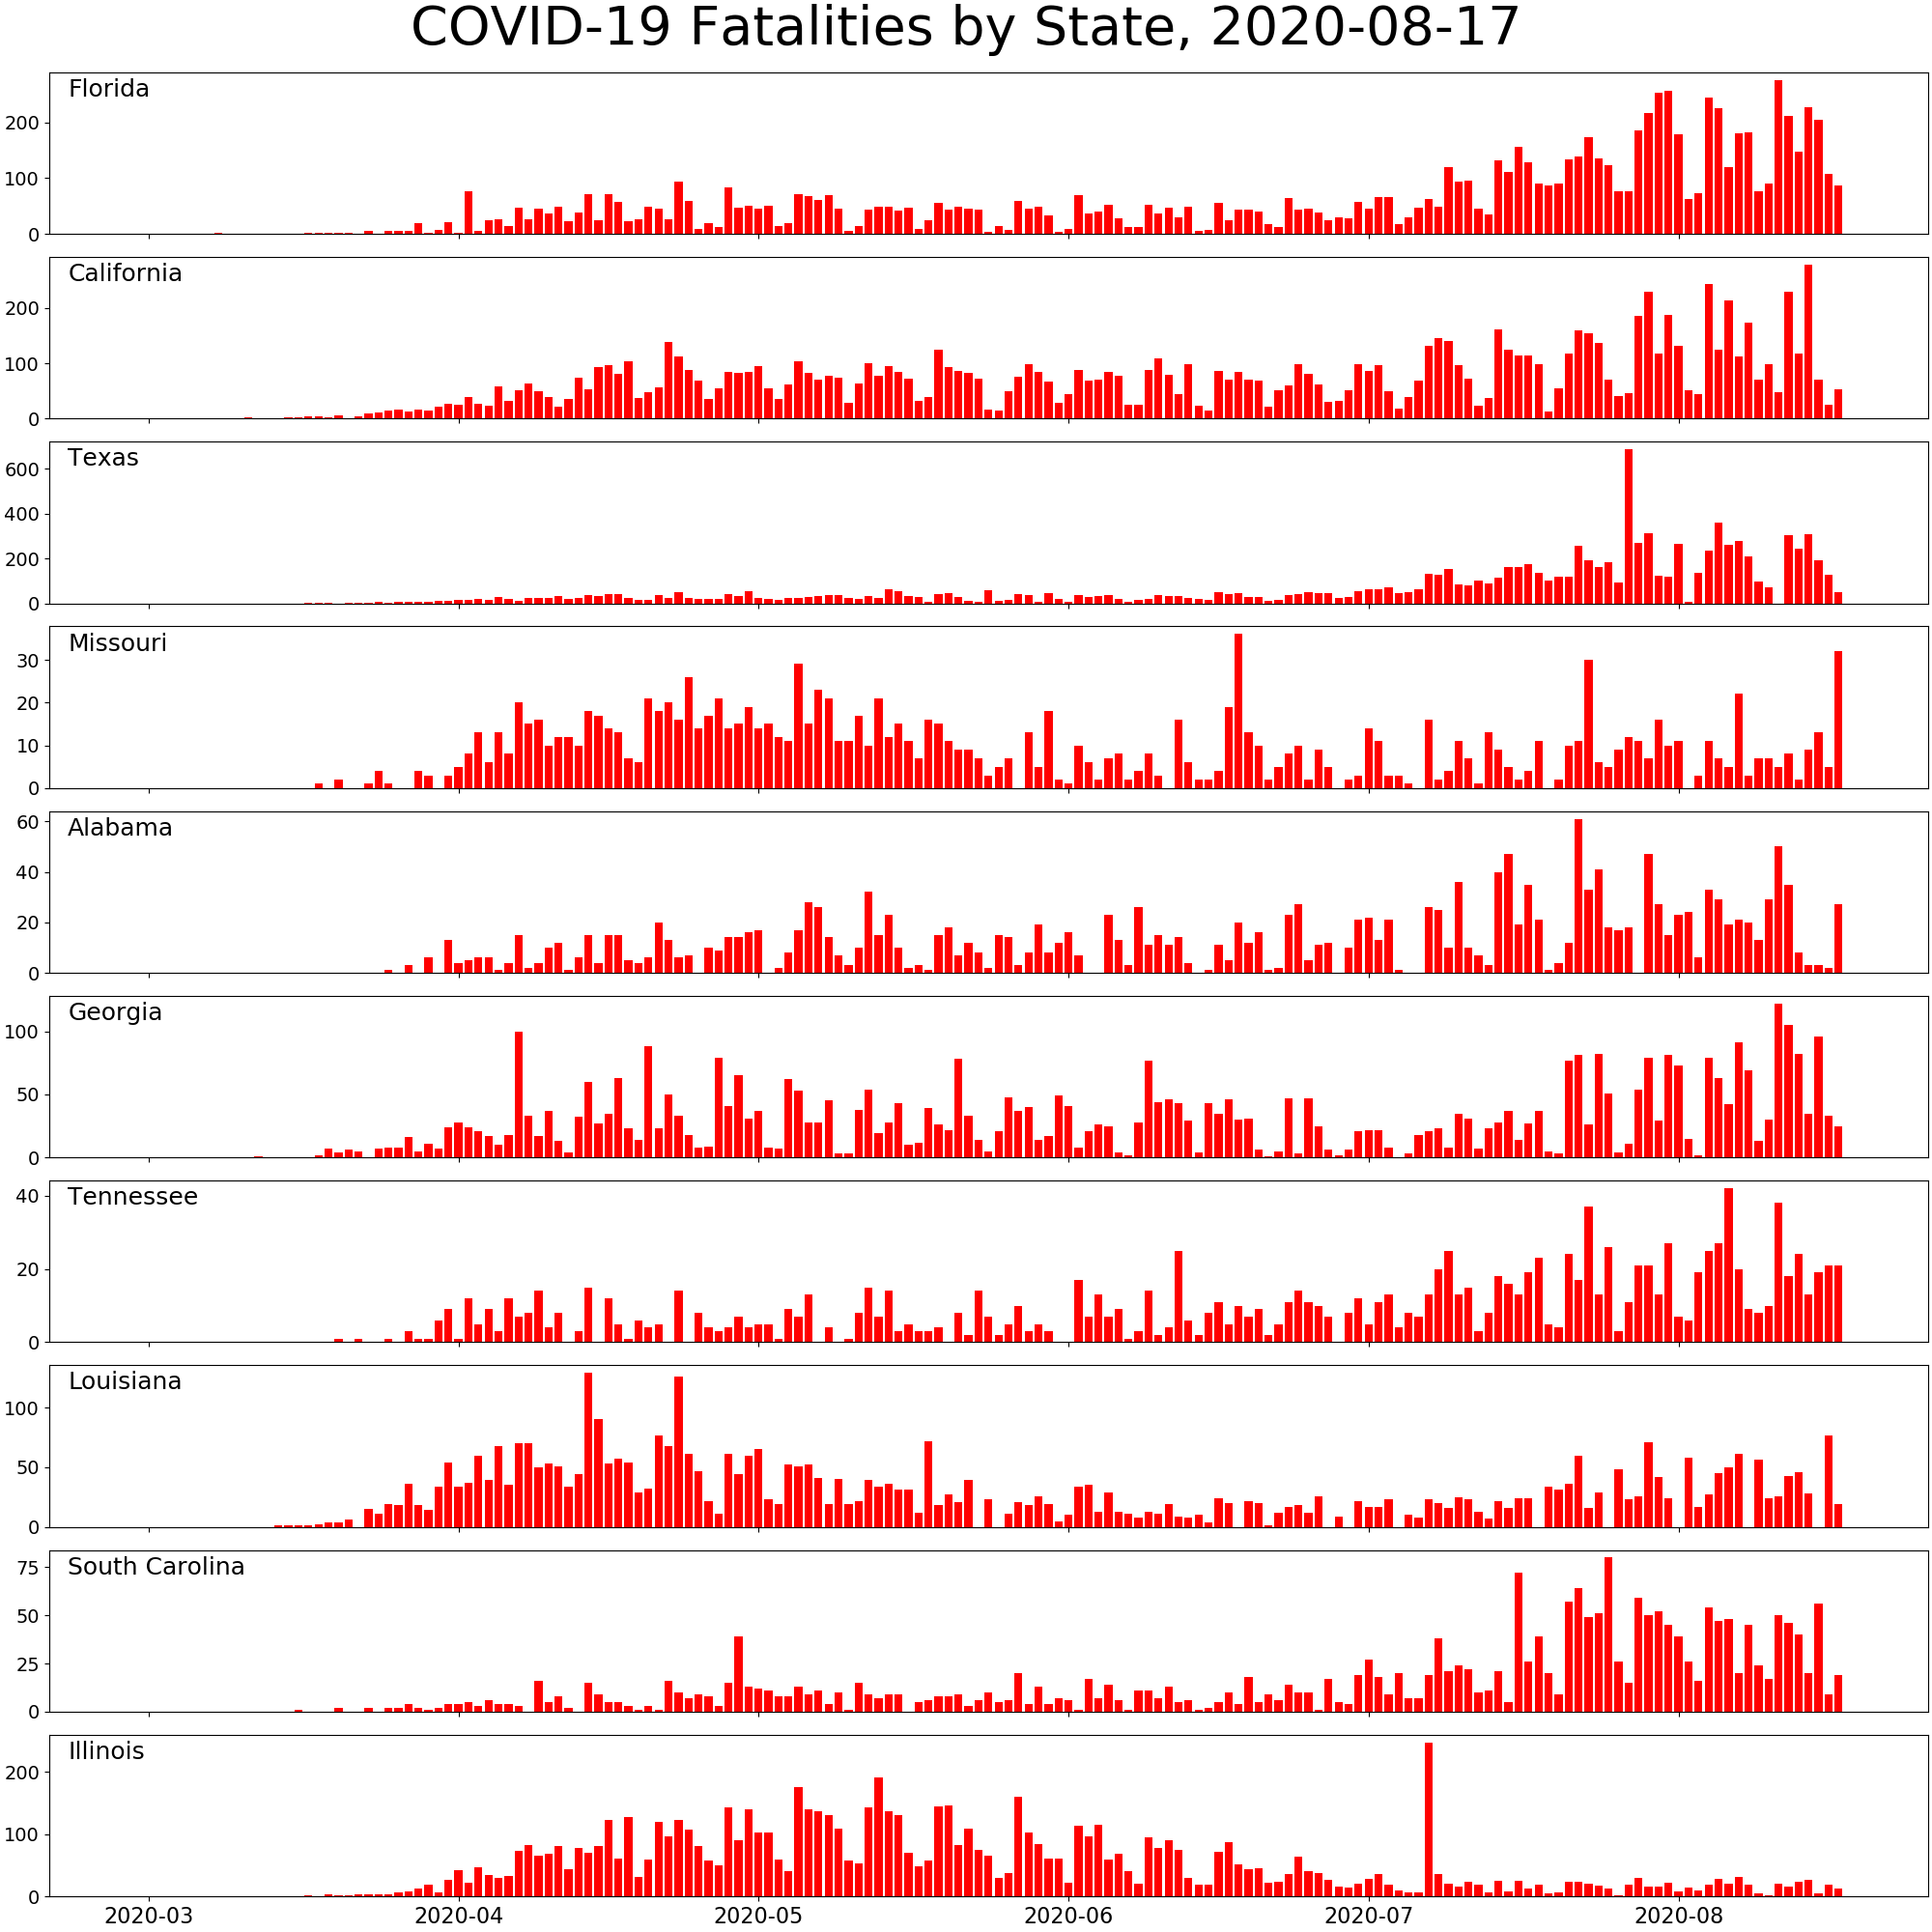 COVID-19 Fatalities by State, 2020-08-17
Florida
200
100
0
California
200
100
0
Texas
600
400
200
0
Missouri
30
20
10
0
Alabama
60
40
20
0
Georgia
100
50
0
Tennessee
40
20
0
Louisiana
100
50
0
South Carolina
75
50
25
0
Illinois
200
100
0
2020-03 2020-04 2020-05 2020-06 2020-07 2020-08